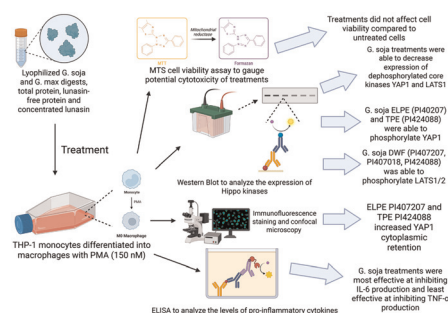 Lyophilized G. soja and
G. max digests,
total protein, lunasin-
free protein and
concentrated lunasin
Treatment
Monocyte
PMA
M0 Macrophage
THP-1 monocytes differentiated into
macrophages with PMA (150 nM)
Mitochondrial
reductase
MTT
Formazan
MTS cell viability assay to gauge
potential cytotoxicity of treatments
Western Blot to analyze the expression of
Hippo kinases
Immunofluorescence
staining and confocal
microscopy
ELISA to analyze the levels of pro-inflammatory cytokines
Treatments did not affect cell
viability compared to
untreated cells
G. soja treatments were
able to decrease expression of
dephosphorylated core
kinases YAP1 and LATS1
G. soja ELPE (PI40207)
and TPE (PI424088)
were able to
phosphorylate YAP1
G. soja DWF (PI407207,
PI407018, PI424088)
was able to
phosphorylate LATS1/2
ELPE PI407207 and
TPE PI424088
increased YAP1
cytoplasmic
retention
G. soja treatments were
most effective at inhibiting
IL-6 production and least
effective at inhibiting TNF-α
production